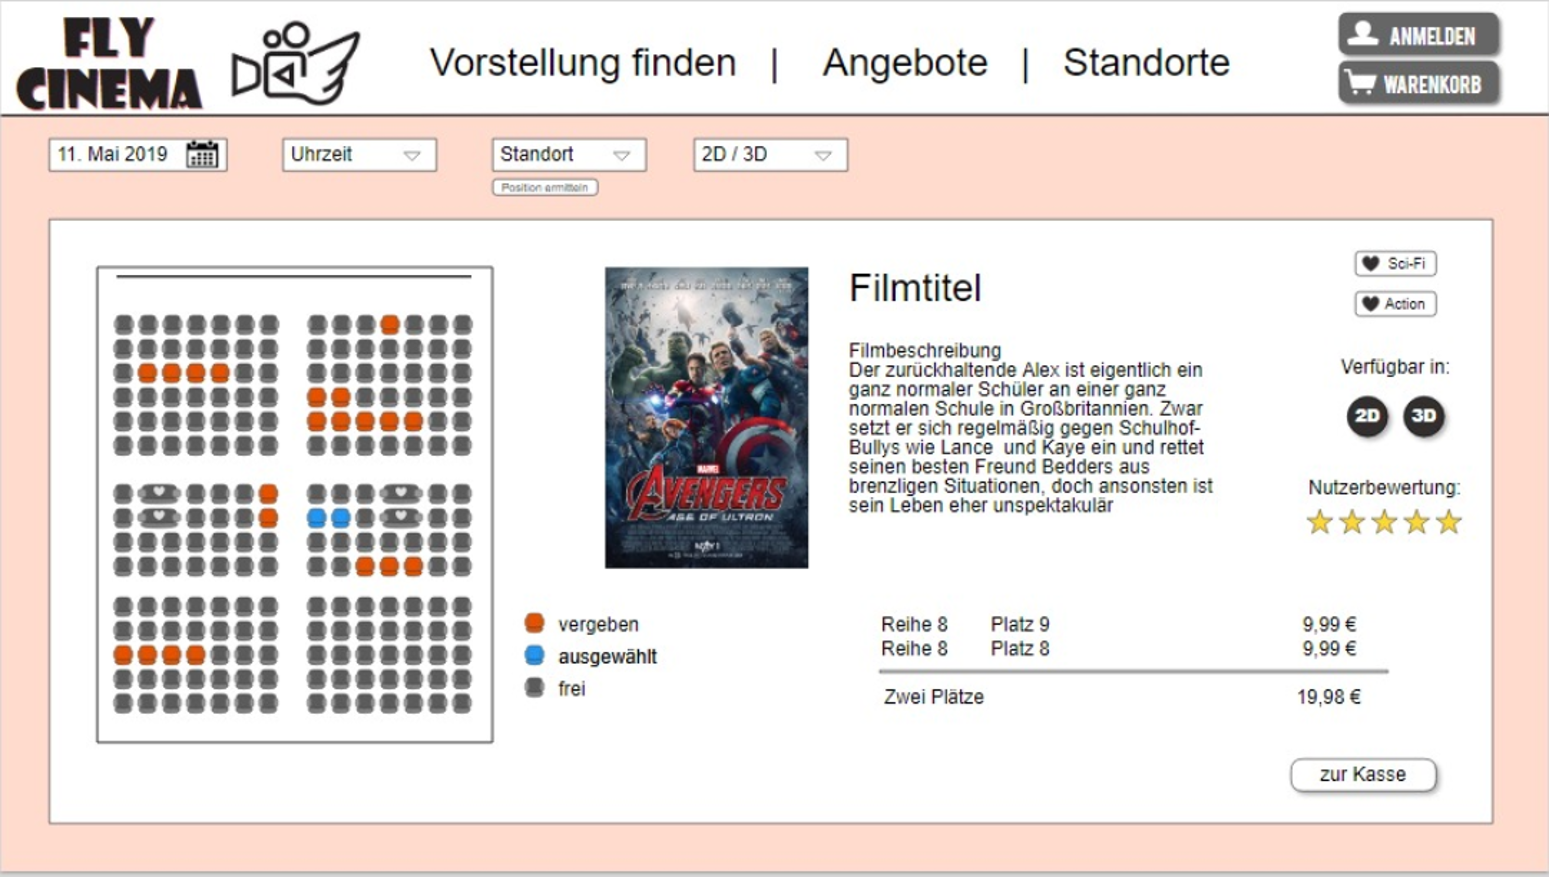 FLY
CINEMA
Vorstellung finden | Angebote | Standorte
ANMELDEN
WARENKORB
11. Mai 2019
Uhrzeit
Standort
2D / 3D
Position ermitteln
Filmtitel
Sci-Fi
Action
Filmbeschreibung
Der zurückhaltende Alex ist eigentlich ein
ganz normaler Schüler an einer ganz
normalen Schule in Großbritannien. Zwar
setzt er sich regelmäßig gegen Schulhof-
Bullys wie Lance und Kaye ein und rettet
seinen besten Freund Bedders aus
brenzligen Situationen, doch ansonsten ist
sein Leben eher unspektakulär
Verfügbar in:
2D 3D
Nutzerbewertung:
MARVEL
AVENGERS
AGE OF ULTRON
vergeben
ausgewählt
frei
Reihe 8 Platz 9 9,99 €
Reihe 8 Platz 8 9,99 €
Zwei Plätze 19,98 €
zur Kasse